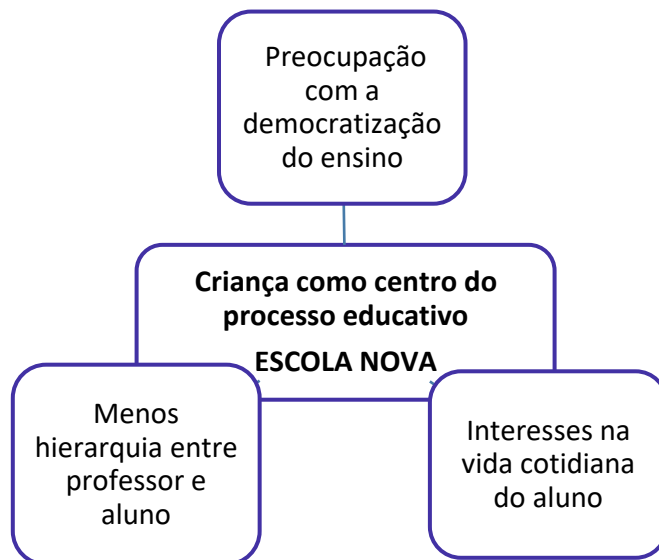 Preocupação
com a
democratização
do ensino
Criança como centro do
processo educativo
ESCOLA NOVA
Menos
hierarquia entre
professor e
aluno
Interesses na
vida cotidiana
do aluno